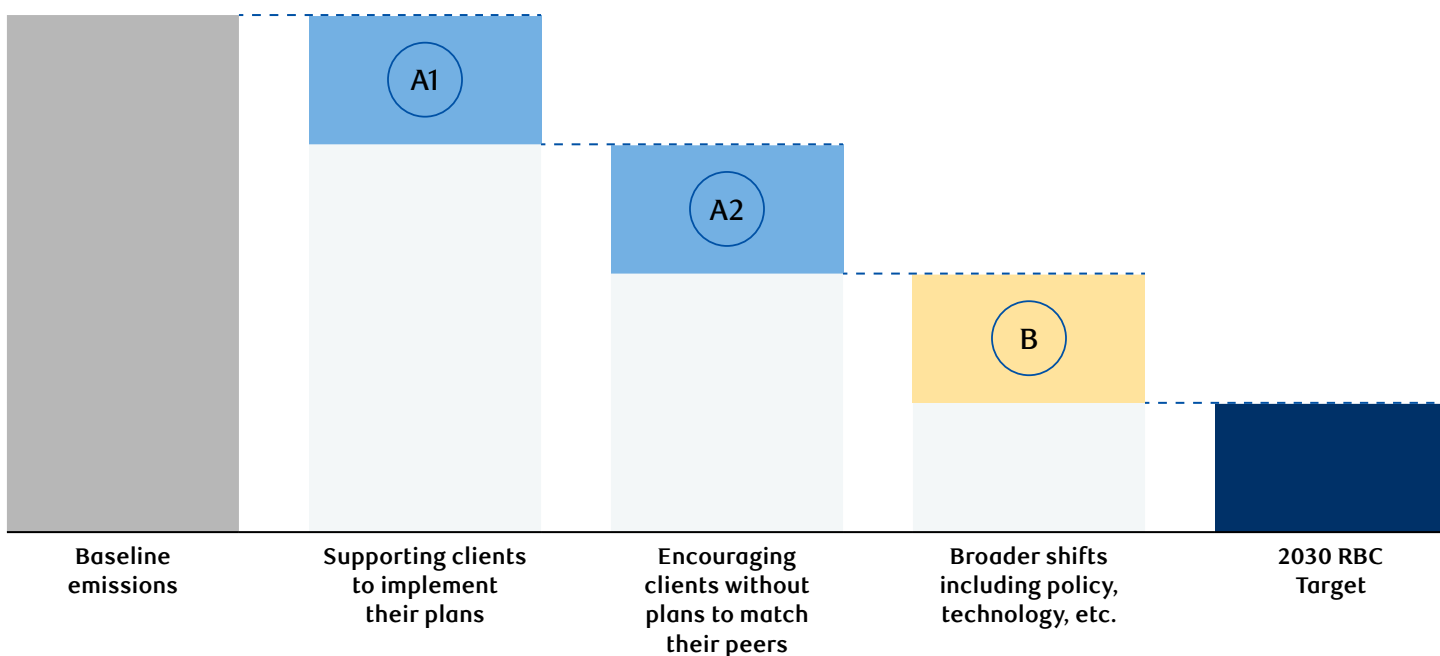 A1
A2
B
Baseline
emissions
Supporting clients
to implement
their plans
Encouraging
clients without
plans to match
their peers
Broader shifts
including policy,
technology, etc.
2030 RBC
Target